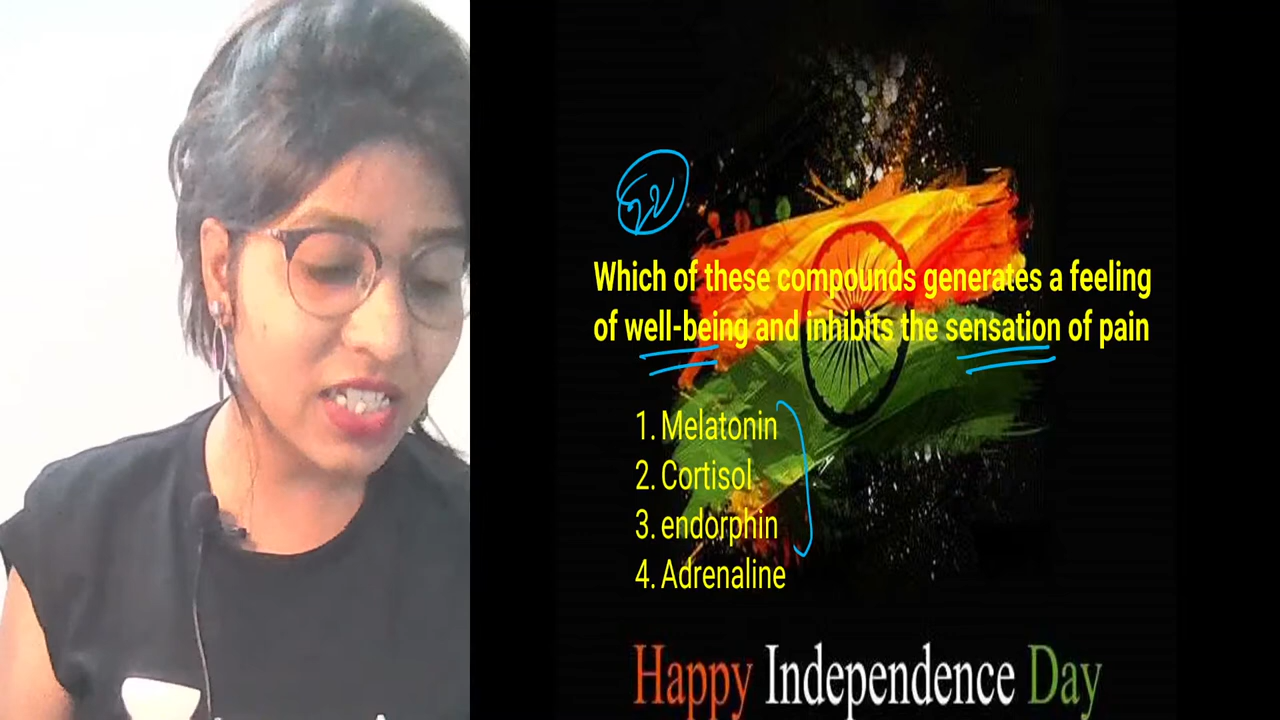 Which of these compounds generates a feeling
of well-being and inhibits the sensation of pain
1. Melatonin
2. Cortisol
3. endorphin
4. Adrenaline
Happy Independence Day